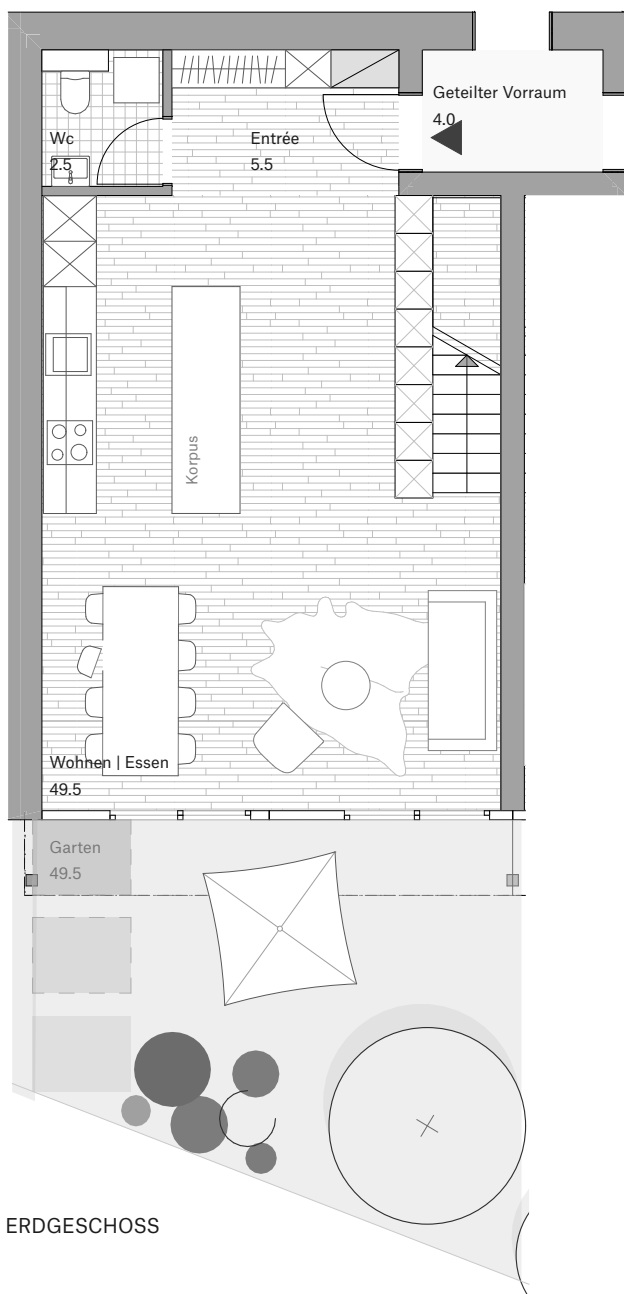 Geteilter Vorraum
4.0
Wc
2.5
Entrée
5.5
Korpus
Wohnen | Essen
49.5
Garten
49.5
ERDGESCHOSS